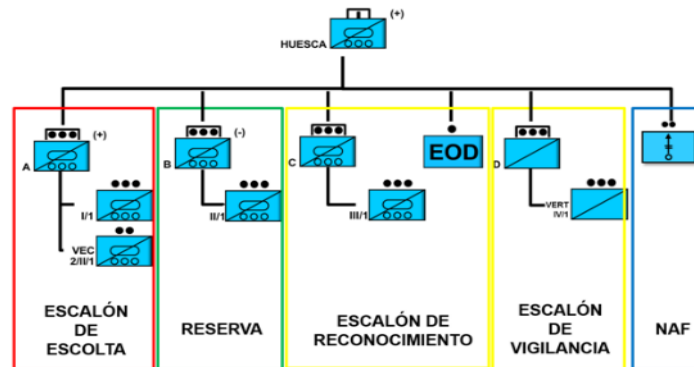 (+)
HUESCA
(+)
A
I/1
VEC
2/II/1
ESCALÓN
DE
ESCOLTA
(-)
B
II/1
RESERVA
C
III/1
EOD
ESCALÓN DE
RECONOCIMIENTO
D
VERT
IV/1
ESCALÓN
DE
VIGILANCIA
NAF